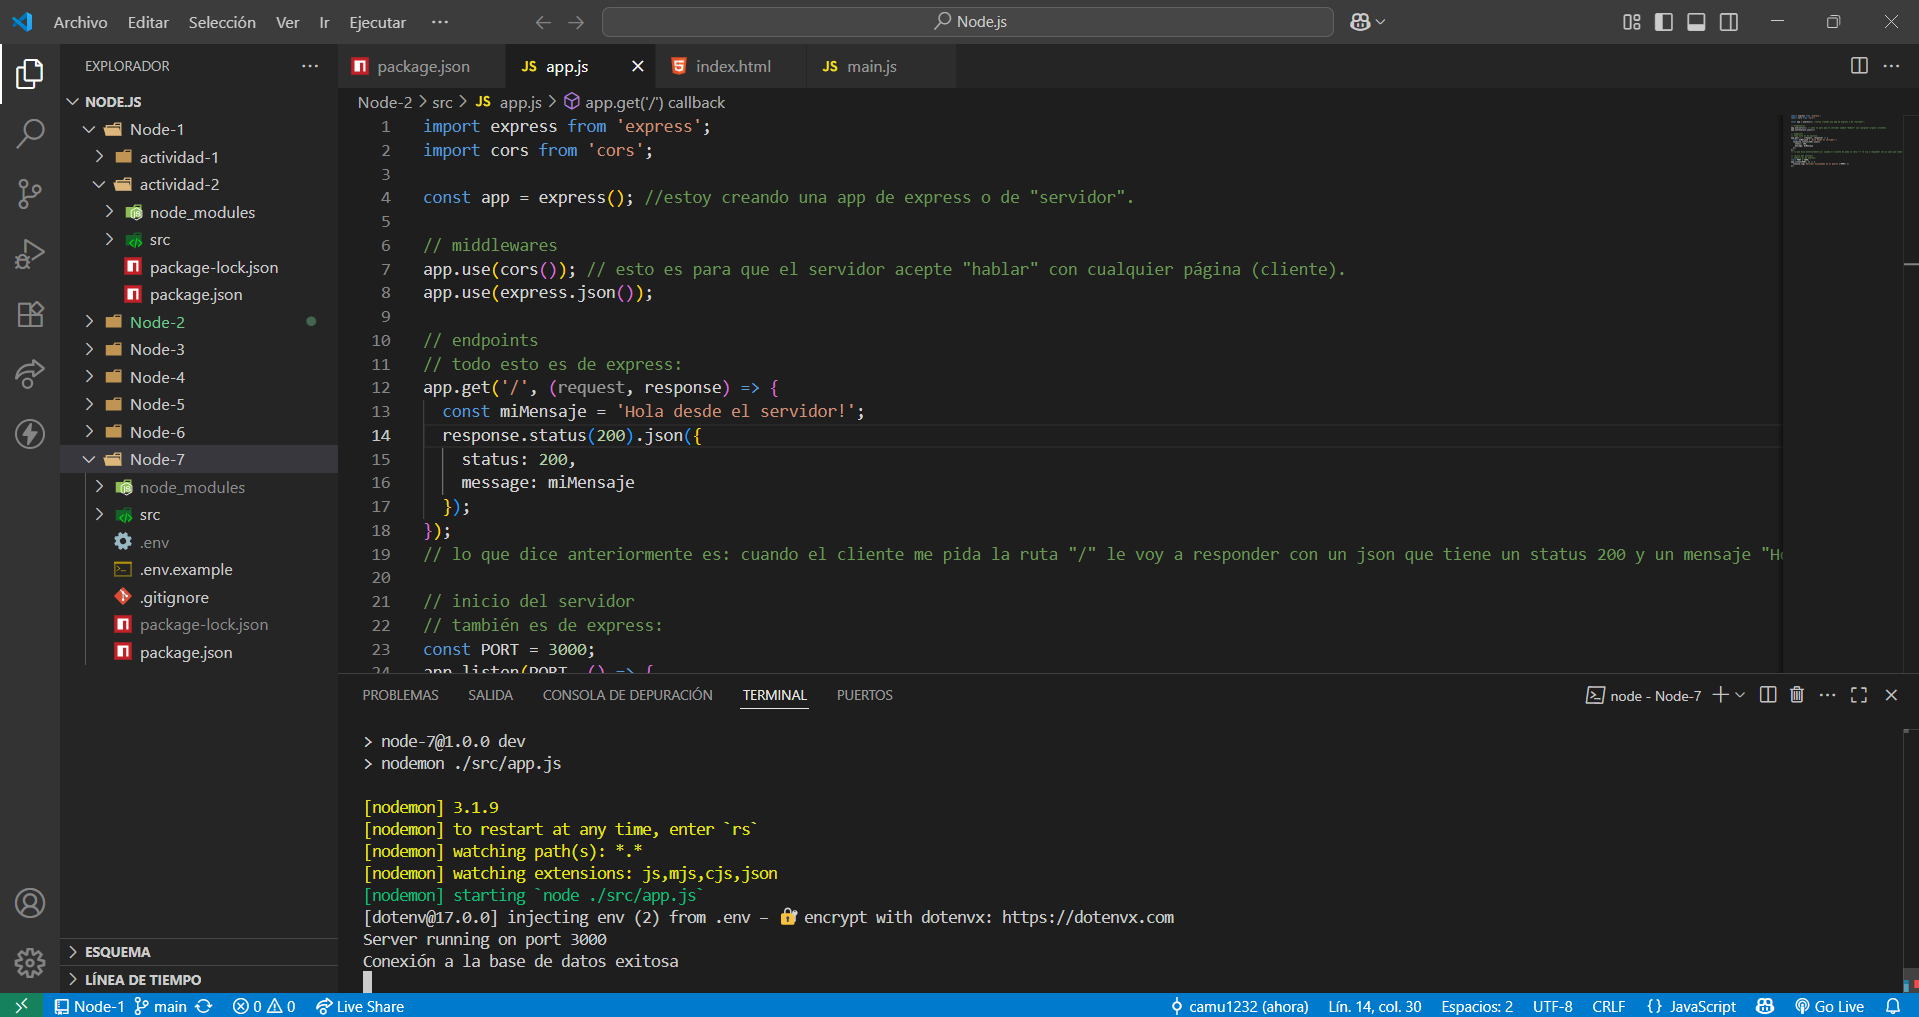 Archivo Editar Selección Ver Ir Ejecutar ···
Node.js
EXPLORADOR ···
NODE.JS
Node-1
actividad-1
actividad-2
node_modules
src
package-lock.json
package.json
Node-2
Node-3
Node-4
Node-5
Node-6
Node-7
node_modules
src
.env
.env.example
.gitignore
package-lock.json
package.json
ESQUEMA
LÍNEA DE TIEMPO
package.json JS app.js index.html JS main.js
Node-2 > src > JS app.js > app.get('/') callback
1 import express from 'express';
2 import cors from 'cors';
3
4 const app = express(); //estoy creando una app de express o de "servidor".
5
6 // middlewares
7 app.use(cors()); // esto es para que el servidor acepte "hablar" con cualquier página (cliente).
8 app.use(express.json());
9
10 // endpoints
11 // todo esto es de express:
12 app.get('/', (request, response) => {
13 const miMensaje = 'Hola desde el servidor!';
14 response.status(200).json({
15 status: 200,
16 message: miMensaje
17 });
18 });
19 // lo que dice anteriormente es: cuando el cliente me pida la ruta "/" le voy a responder con un json que tiene un status 200 y un mensaje "Ho
20
21 // inicio del servidor
22 // también es de express:
23 const PORT = 3000;
24 app.listen(PORT, () => {
PROBLEMAS SALIDA CONSOLA DE DEPURACIÓN TERMINAL PUERTOS
node - Node-7
> node-7@1.0.0 dev
> nodemon ./src/app.js
[nodemon] 3.1.9
[nodemon] to restart at any time, enter `rs`
[nodemon] watching path(s): *.*
[nodemon] watching extensions: js,mjs,cjs,json
[nodemon] starting `node ./src/app.js`
[dotenv@17.0.0] injecting env (2) from .env – 🔐 encrypt with dotenvx: https://dotenvx.com
Server running on port 3000
Conexión a la base de datos exitosa
Node-1 main 0 0 Live Share camu1232 (ahora) Lín. 14, col. 30 Espacios: 2 UTF-8 CRLF {} JavaScript Go Live